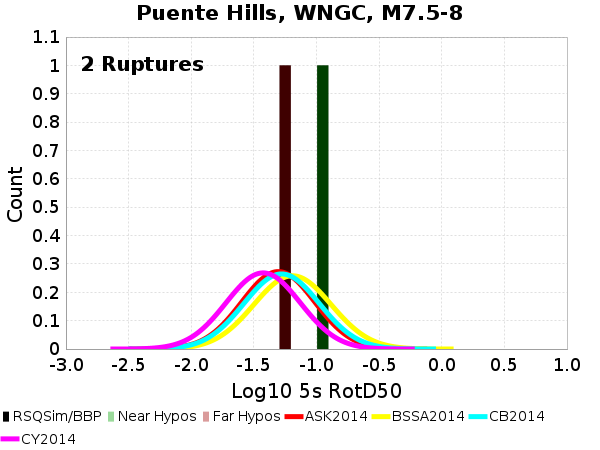 Puente Hills, WNGC, M7.5-8
2 Ruptures
Count
1.1
1
0.9
0.8
0.7
0.6
0.5
0.4
0.3
0.2
0.1
0
-3.0 -2.5 -2.0 -1.5 -1.0 -0.5 0.0 0.5 1.0
Log10 5s RotD50
RSQSim/BBP Near Hypos Far Hypos ASK2014 BSSA2014 CB2014
CY2014